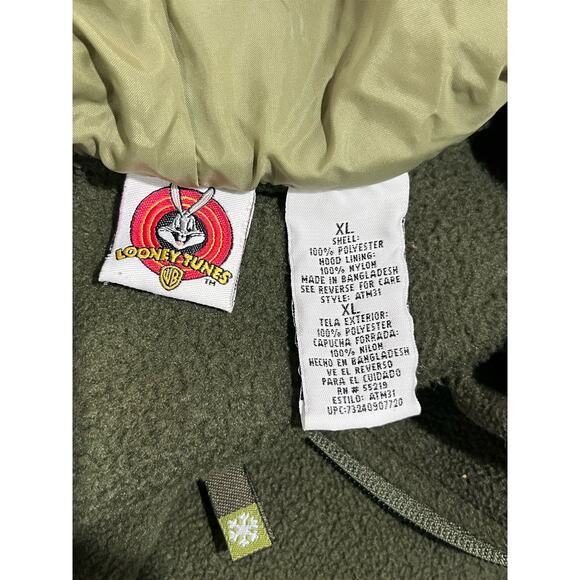 LOONEY TUNES
WB
TM
XL
SHELL:
100% POLYESTER
HOOD LINING:
100% NYLON
MADE IN BANGLADESH
SEE REVERSE FOR CARE
STYLE: ATM31
XL
TELA EXTERIOR:
100% POLYESTER
CAPUCHA FORRADA:
100% NILON
HECHO EN BANGLADESH
VE EL REVERSO
PARA EL CUIDADO
RN # 55219
ESTILO: ATM31
UPC:73240907720